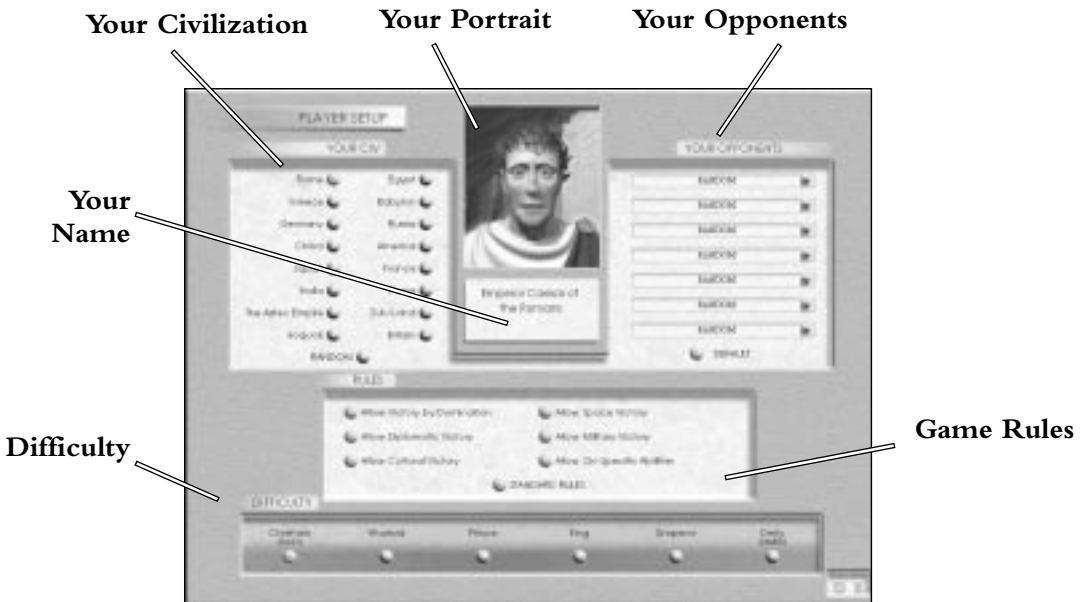 Your Civilization
Your Portrait
Your Opponents
PLAYER SETUP
YOUR CIV
YOUR OPPONENTS
Rome
Egypt
Greece
Babylon
Germany
Russia
China
America
France
India
The Aztec Empire
Zulu Land
Iroquois
Britain
RANDOM
Emperor Caesar of
the Romans
RANDOM
RANDOM
RANDOM
RANDOM
RANDOM
RANDOM
RANDOM
DEFAULT
Your
Name
RULES
Allow Victory by Domination
Allow Space Victory
Allow Diplomatic Victory
Allow Military Victory
Allow Cultural Victory
Allow Civ Specific Abilities
STANDARD RULES
Game Rules
Difficulty
DIFFICULTY
Chieftain
Warlord
Prince
King
Emperor
Deity